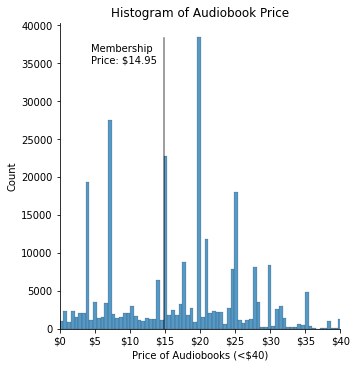 Histogram of Audiobook Price
Membership
Price: $14.95
40000
35000
30000
25000
20000
15000
10000
5000
0
Count
$0 $5 $10 $15 $20 $25 $30 $35 $40
Price of Audiobooks (<$40)